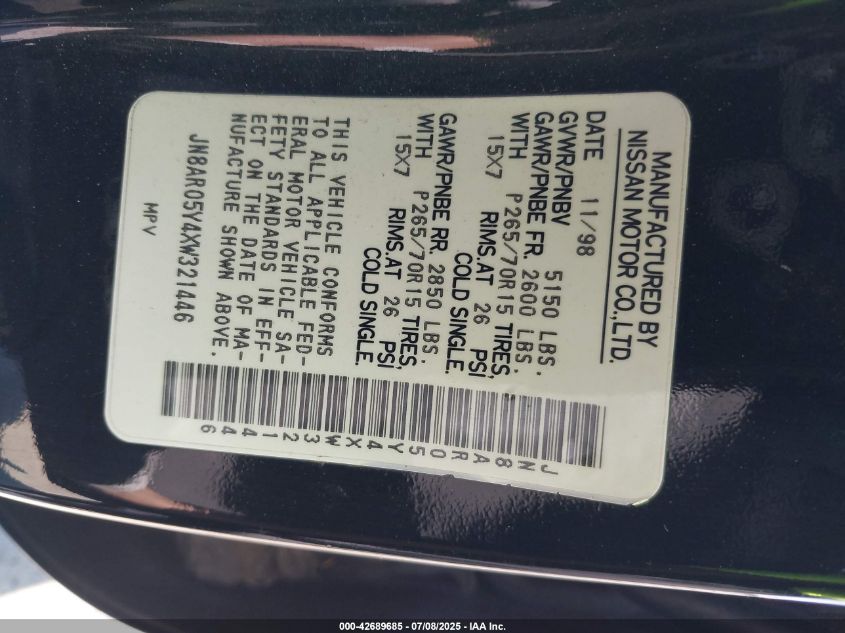 MANUFACTURED BY
NISSAN MOTOR CO.,LTD.
DATE 11/98
GVWR/PNBV 5150 LBS.
GAWR/PNBE FR. 2600 LBS.
WITH P265/70R15 TIRES,
15X7 RIMS.AT 26 PSI
COLD SINGLE.
GAWR/PNBE RR. 2850 LBS.
WITH P265/70R15 TIRES,
15X7 RIMS.AT 26 PSI
COLD SINGLE.
THIS VEHICLE CONFORMS
TO ALL APPLICABLE FED-
ERAL MOTOR VEHICLE SA-
FETY STANDARDS IN EFF-
ECT ON THE DATE OF MA-
NUFACTURE SHOWN ABOVE.
JN8AR05Y4XW321446
MPV
JN8AR05Y4XW321446
000-42689685 - 07/08/2025 - IAA Inc.